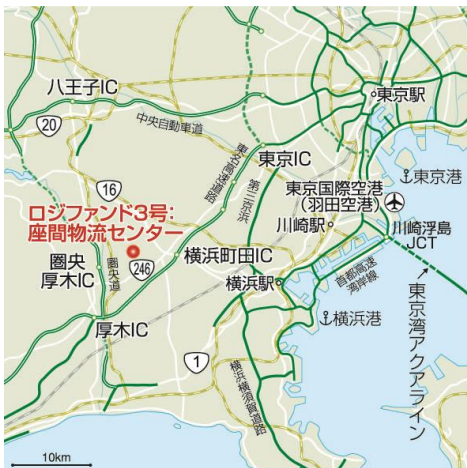 八王子IC
20
中央自動車道
東京駅
東名高速道路
東京IC
第三京浜
東京港
16
東京国際空港
(羽田空港)
ロジファンド3号:
座間物流センター
川崎駅
川崎浮島
JCT
圏央
厚木IC
圏央道
246
横浜町田IC
横浜駅
首都高速
湾岸線
東京湾アクアライン
厚木IC
横浜港
1
横浜横須賀道路
10km